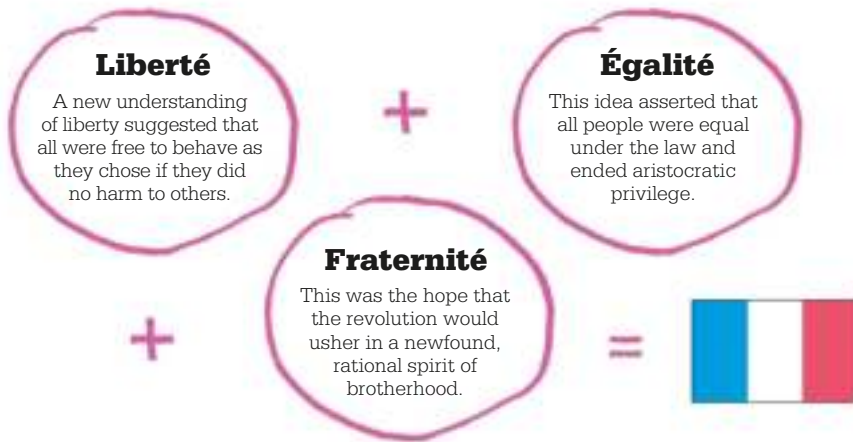 Liberté
A new understanding
of liberty suggested that
all were free to behave as
they chose if they did
no harm to others.
+
Égalité
This idea asserted that
all people were equal
under the law and
ended aristocratic
privilege.
+
Fraternité
This was the hope that
the revolution would
usher in a newfound,
rational spirit of
brotherhood.
=